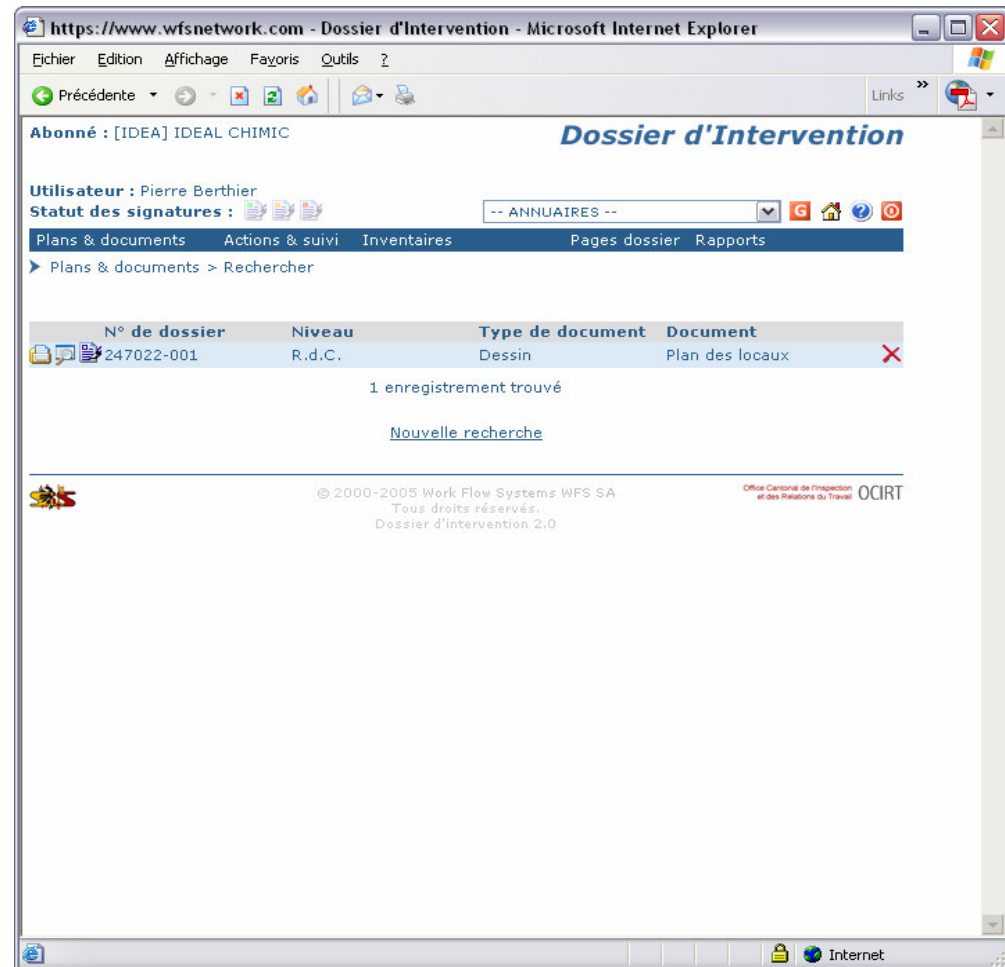 https://www.wfsnetwork.com - Dossier d'Intervention - Microsoft Internet Explorer
Fichier Edition Affichage Favoris Outils ?
Précédente Links »
Abonné : [IDEA] IDEAL CHIMIC Dossier d'Intervention
Utilisateur : Pierre Berthier
Statut des signatures : -- ANNUAIRES -- G ?
Plans & documents Actions & suivi Inventaires Pages dossier Rapports
Plans & documents > Rechercher
N° de dossier Niveau Type de document Document
247022-001 R.d.C. Dessin Plan des locaux
1 enregistrement trouvé
Nouvelle recherche
© 2000-2005 Work Flow Systems WFS SA
Tous droits réservés.
Dossier d'intervention 2.0
Office Cantonal de l'Inspection
et des Relations du Travail OCIRT
Internet